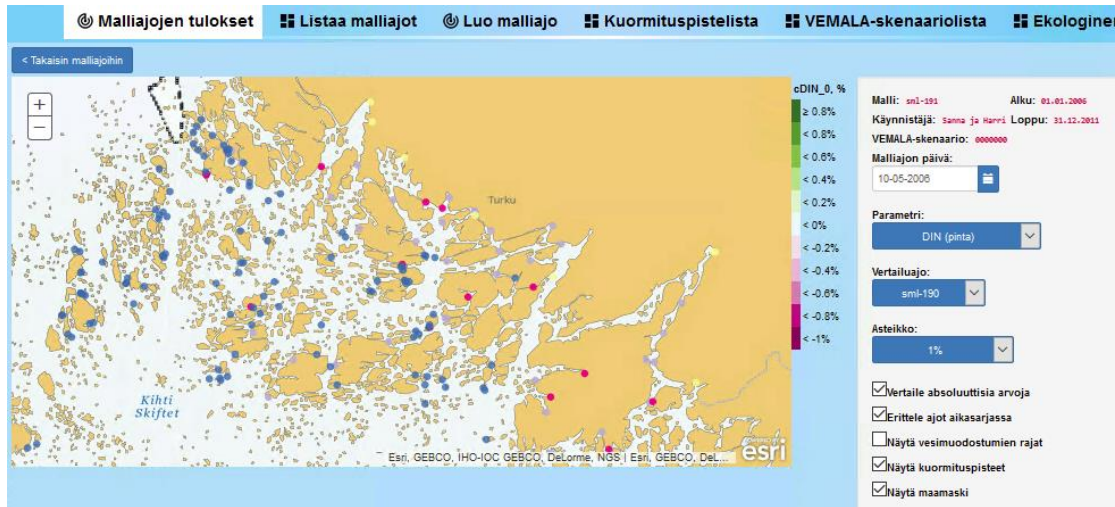 Malliajojen tulokset
Listaa malliajot
Luo malliajo
Kuormituspistelista
VEMALA-skenaariolista
Ekologinen
< Takaisin malliajoihin
+
−
Turku
Kihti
Skiftet
Esri, GEBCO, IHO-IOC GEBCO, DeLorme, NGS | Esri, GEBCO, DeL...
esri
cDIN_0, %
≥ 0.8%
< 0.8%
< 0.6%
< 0.4%
< 0.2%
< 0%
< -0.2%
< -0.4%
< -0.6%
< -0.8%
< -1%
Malli: sml-191 Alku: 01.01.2006
Käynnistäjä: Sanna ja Harri Loppu: 31.12.2011
VEMALA-skenaario: 0000000
Malliajon päivä:
10-05-2006
Parametri:
DIN (pinta)
Vertailuajo:
sml-190
Asteikko:
1%
Vertaile absoluuttisia arvoja
Erittele ajot aikasarjassa
Näytä vesimuodostumien rajat
Näytä kuormituspisteet
Näytä maamaski